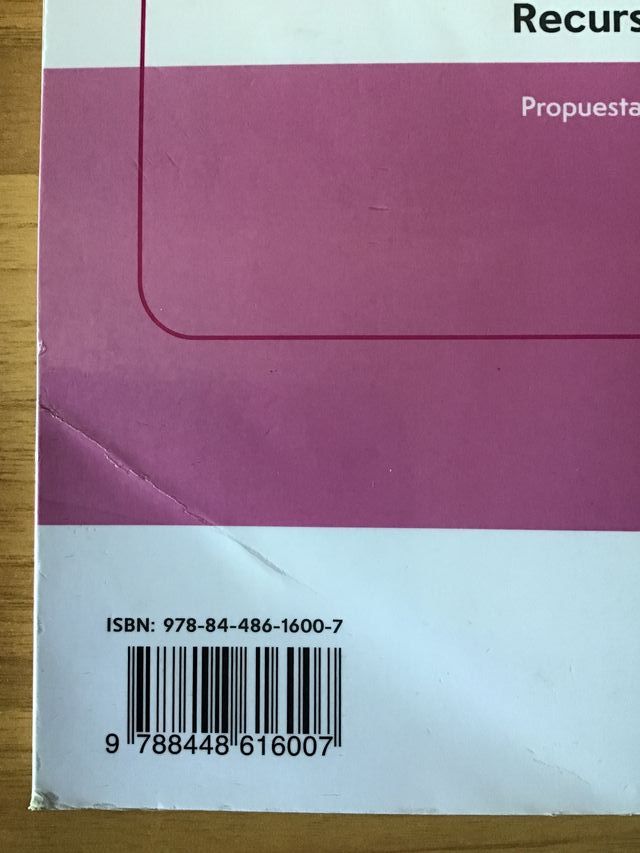 Recurs
Propuesta
ISBN: 978-84-486-1600-7
9 788448 616007